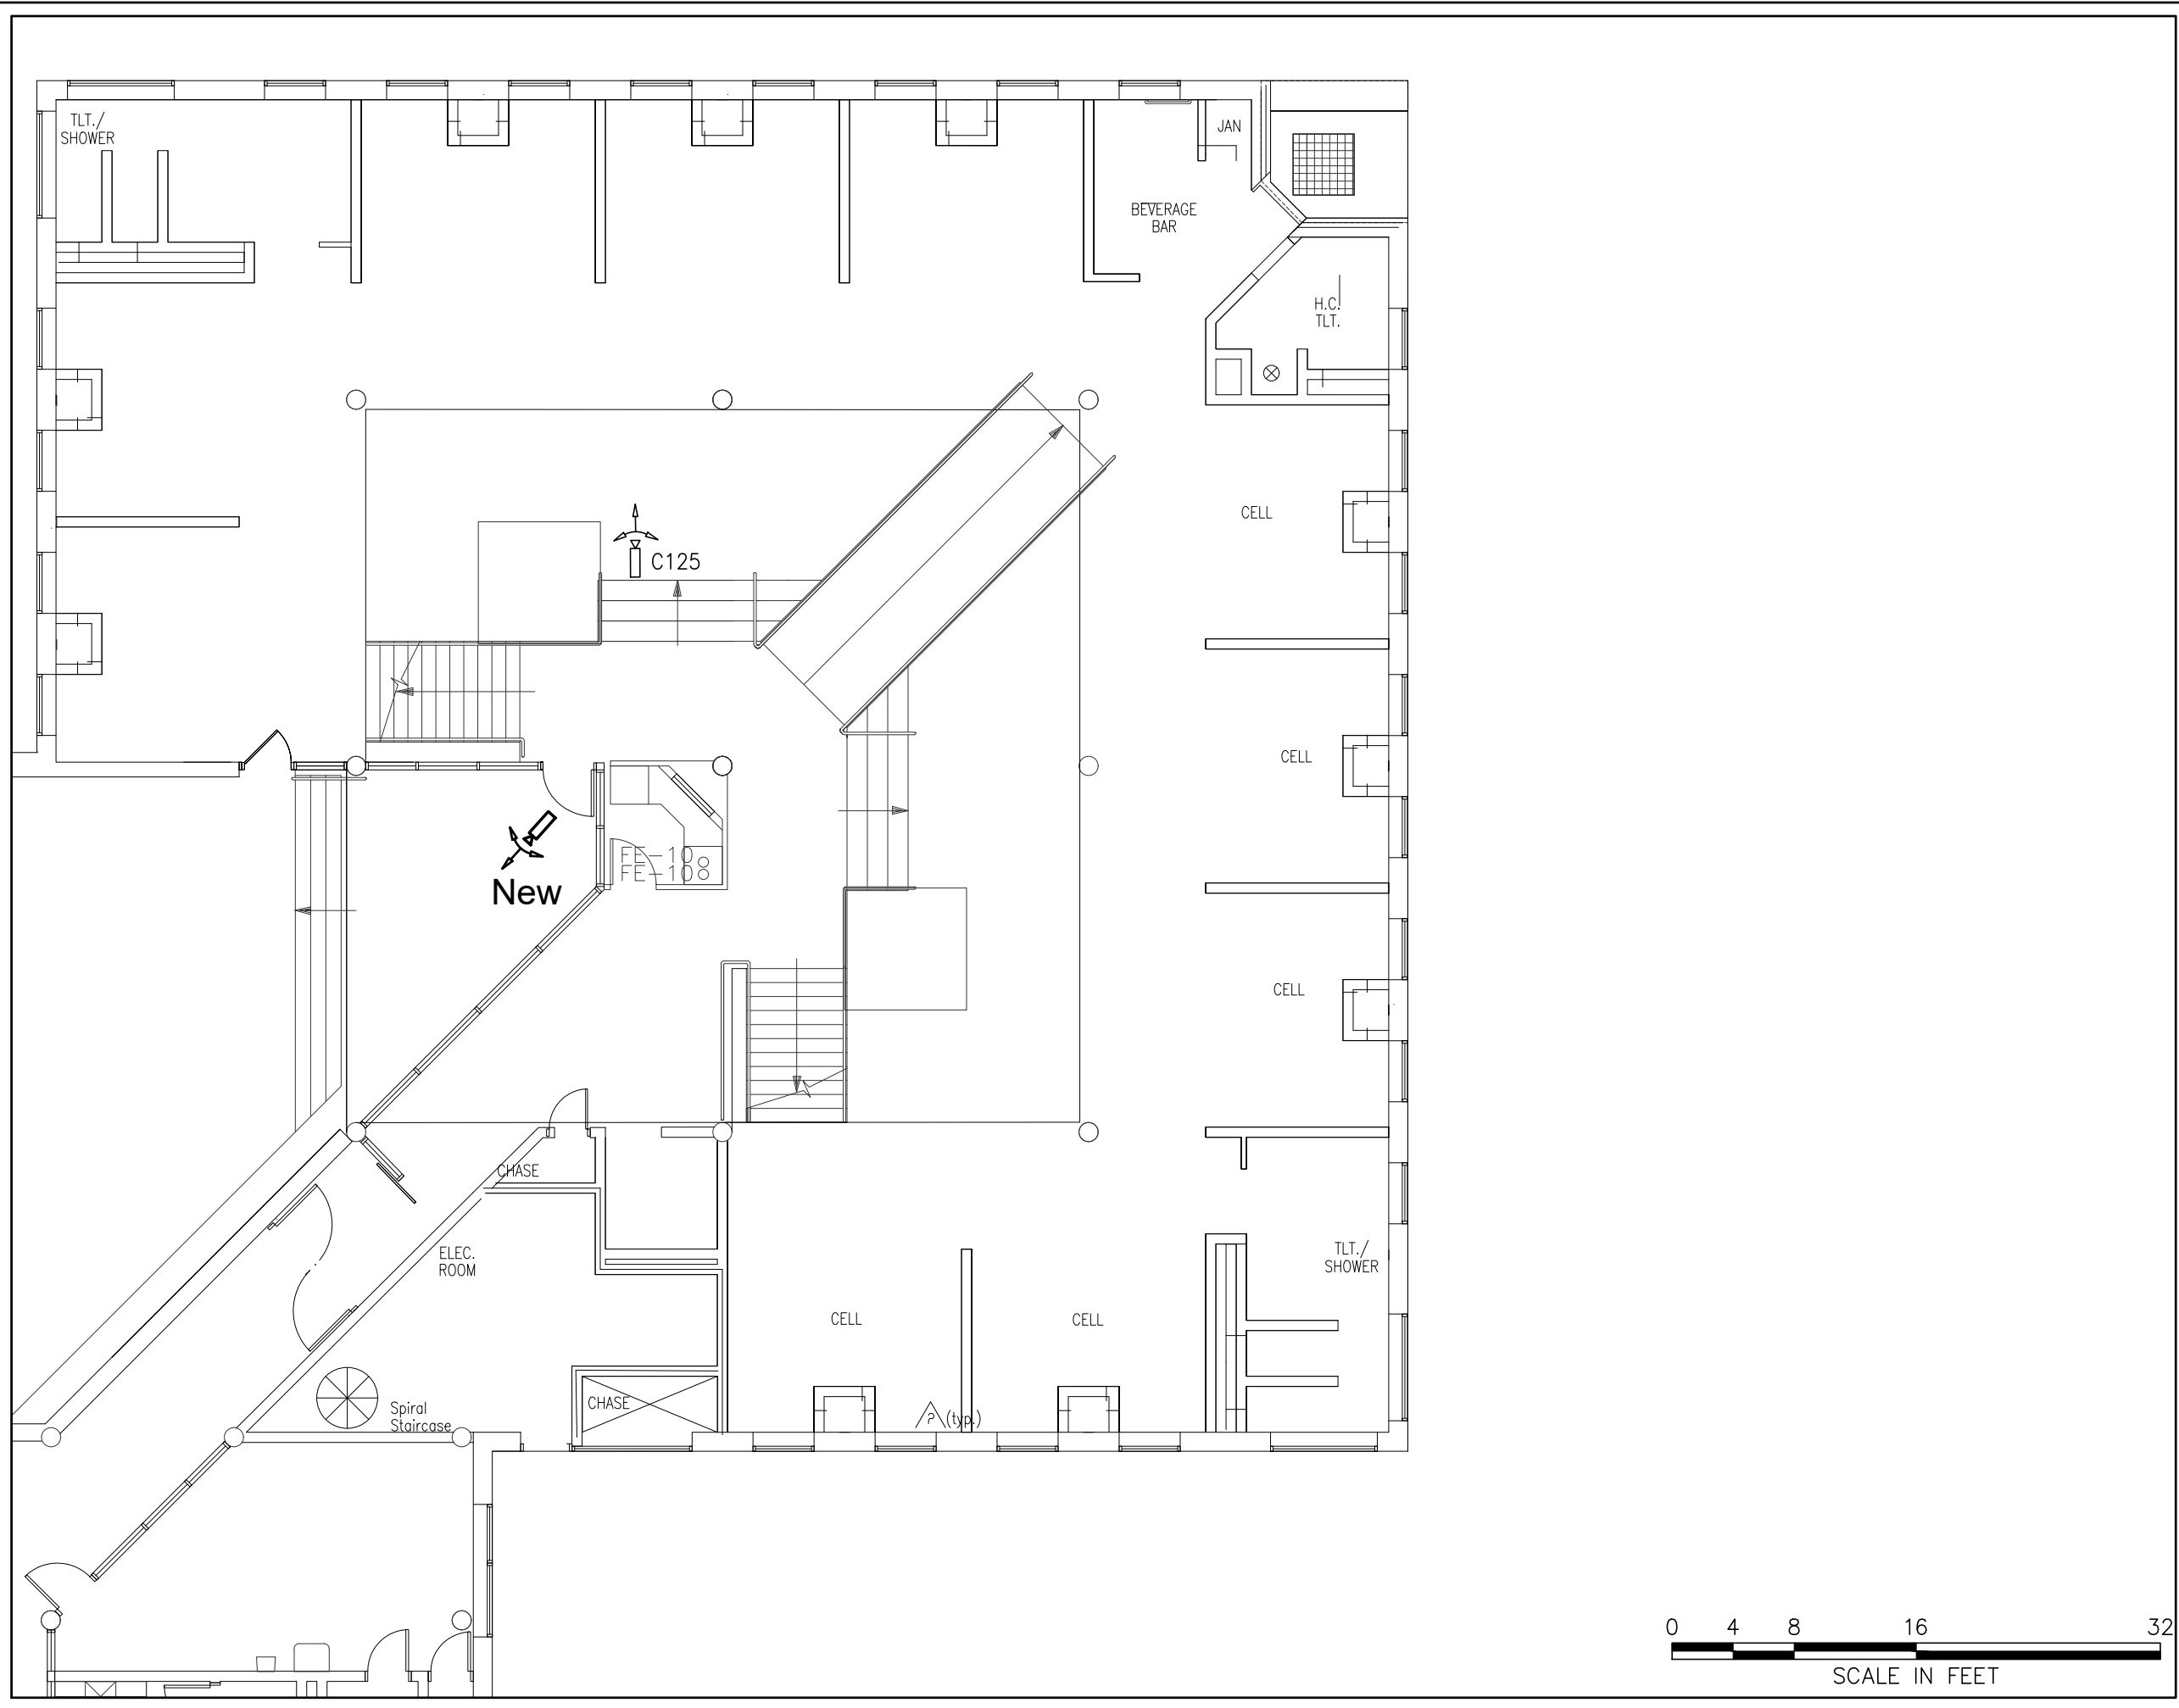 TLT./
SHOWER
JAN
BEVERAGE
BAR
H.C.
TLT.
CELL
C125
CELL
FE-10
FE-108
New
CELL
CHASE
ELEC.
ROOM
TLT./
SHOWER
CELL
CELL
CHASE
Spiral
Staircase
? (typ.)
0 4 8 16 32
SCALE IN FEET